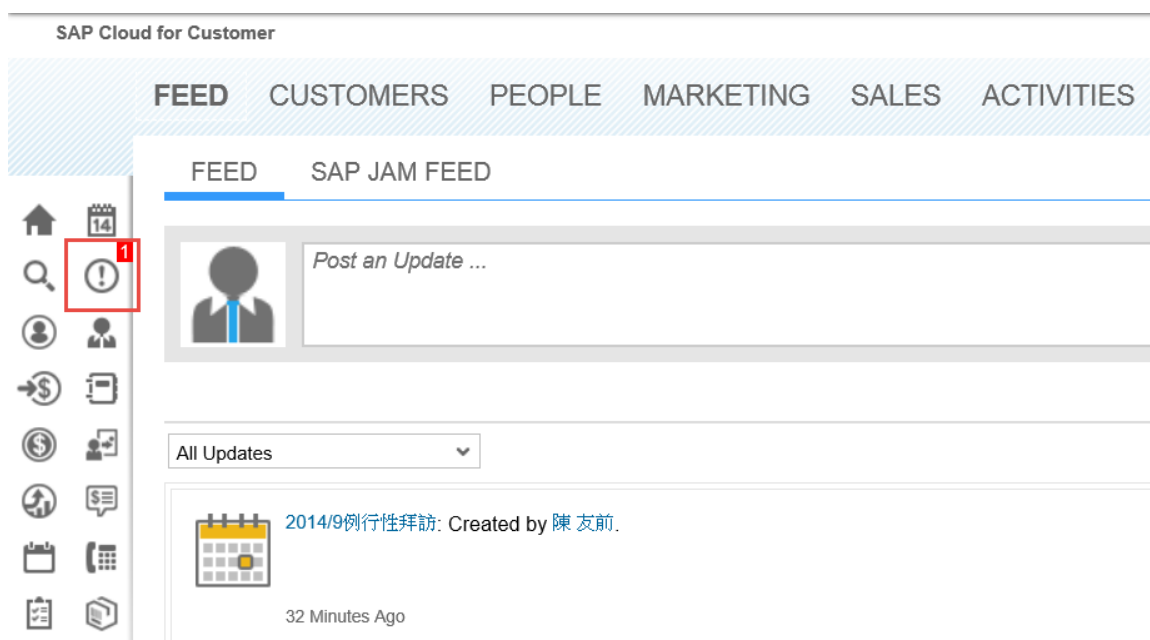 SAP Cloud for Customer
FEED CUSTOMERS PEOPLE MARKETING SALES ACTIVITIES
FEED SAP JAM FEED
14
1
Post an Update ...
All Updates
2014/9例行性拜訪: Created by 陳 友前.
32 Minutes Ago